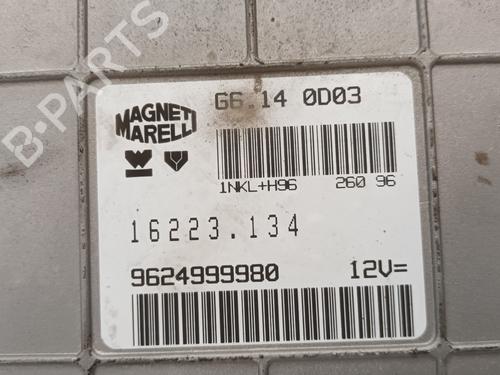 B-PARTS
MAGNETI
MARELLI
G6.14 0D03
1NKL+H96 260 96
16223.134
9624999980 12V=